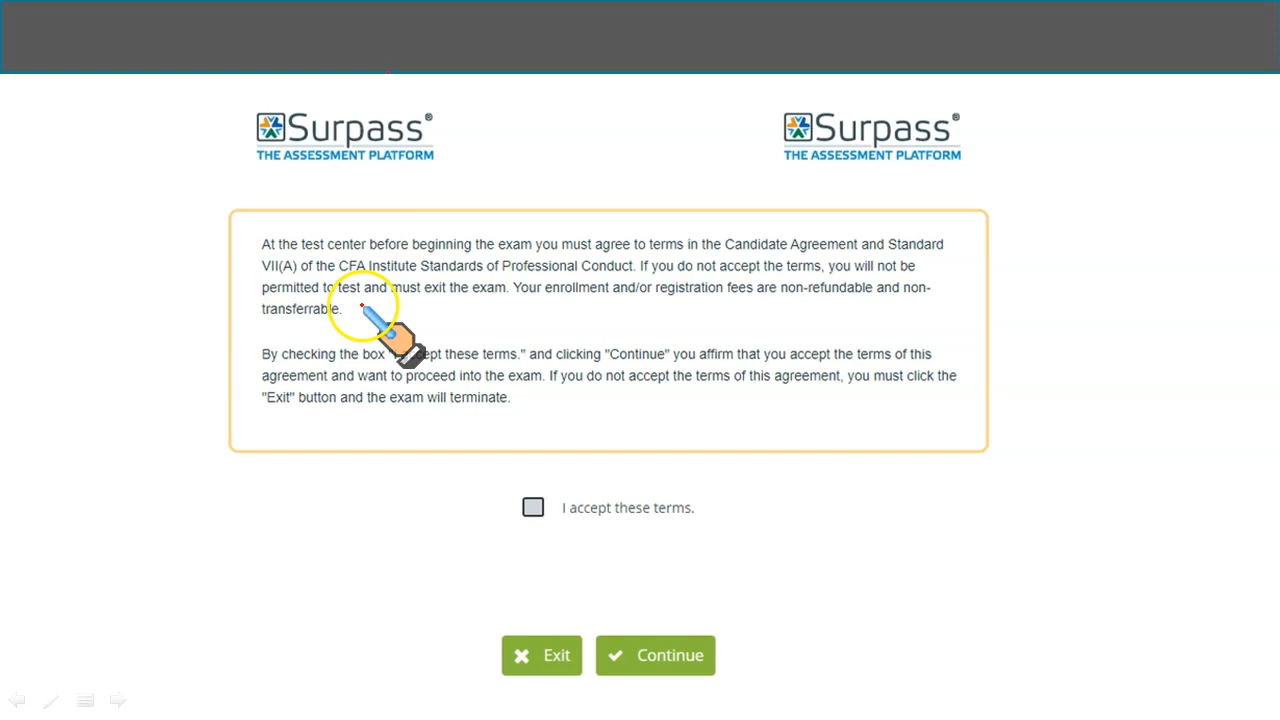 Surpass® Surpass®
THE ASSESSMENT PLATFORM THE ASSESSMENT PLATFORM
At the test center before beginning the exam you must agree to terms in the Candidate Agreement and Standard
VII(A) of the CFA Institute Standards of Professional Conduct. If you do not accept the terms, you will not be
permitted to test and must exit the exam. Your enrollment and/or registration fees are non-refundable and non-
transferrable.
By checking the box "I accept these terms." and clicking "Continue" you affirm that you accept the terms of this
agreement and want to proceed into the exam. If you do not accept the terms of this agreement, you must click the
"Exit" button and the exam will terminate.
I accept these terms.
Exit Continue